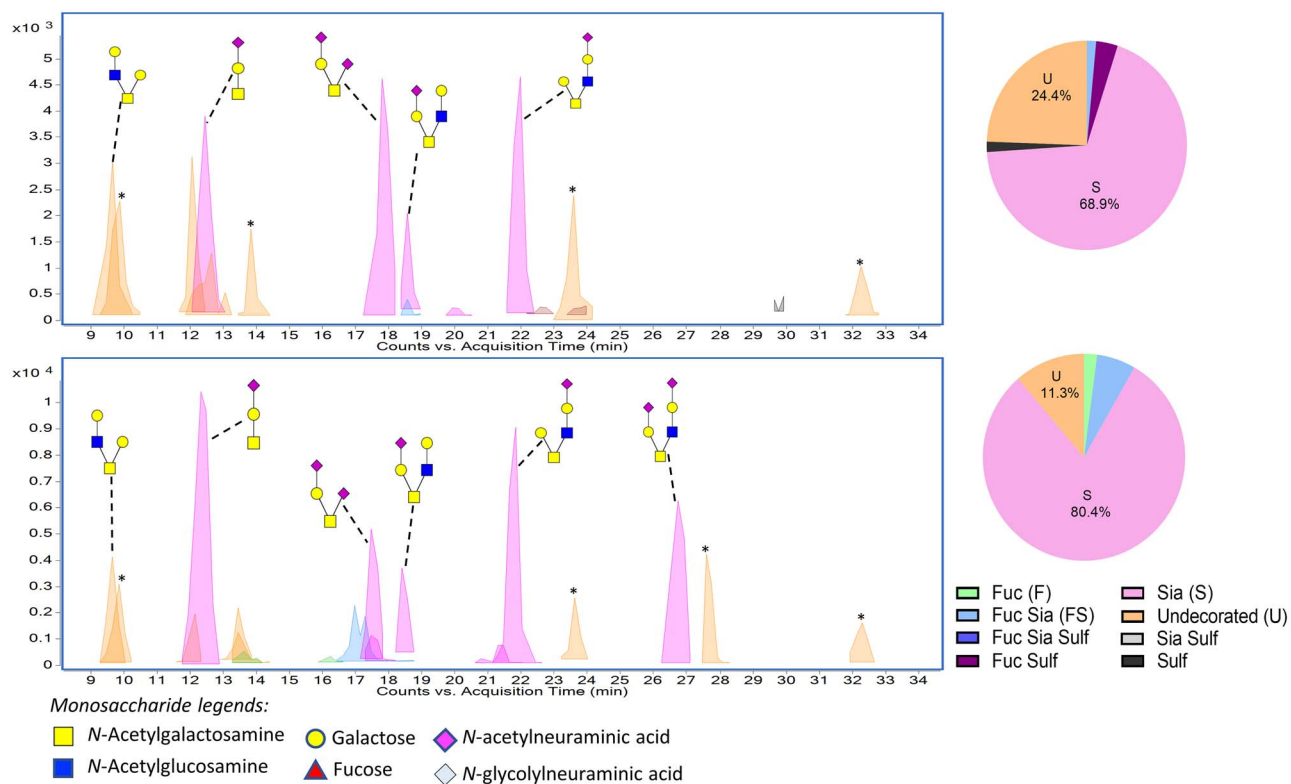 x10 3
5
4.5
4
3.5
3
2.5
2
1.5
1
0.5
0
*
*
*
*
9 10 11 12 13 14 15 16 17 18 19 20 21 22 23 24 25 26 27 28 29 30 31 32 33 34
Counts vs. Acquisition Time (min)
U
24.4%
S
68.9%
x10 4
1
0.9
0.8
0.7
0.6
0.5
0.4
0.3
0.2
0.1
0
*
*
*
*
9 10 11 12 13 14 15 16 17 18 19 20 21 22 23 24 25 26 27 28 29 30 31 32 33 34
Counts vs. Acquisition Time (min)
U
11.3%
S
80.4%
Fuc (F)
Fuc Sia (FS)
Fuc Sia Sulf
Fuc Sulf
Sia (S)
Undecorated (U)
Sia Sulf
Sulf
Monosaccharide legends:
N-Acetylgalactosamine
Galactose
N-acetylneuraminic acid
N-Acetylglucosamine
Fucose
N-glycolylneuraminic acid